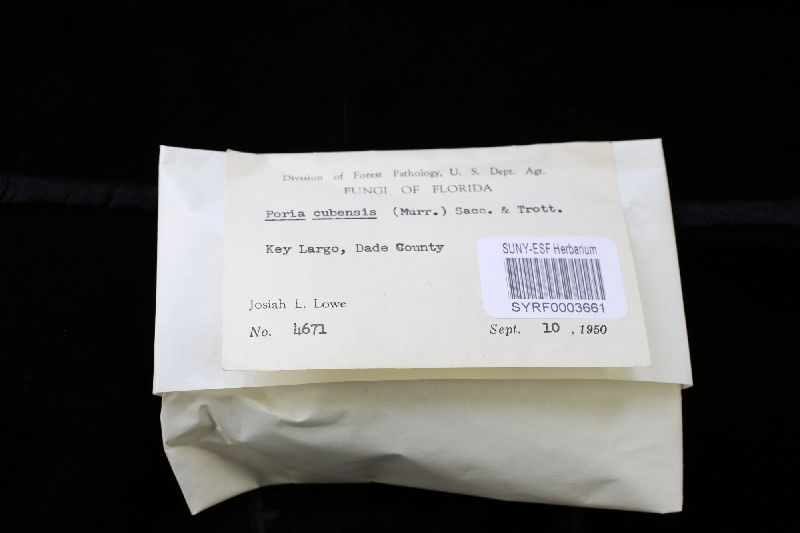 Division of Forest Pathology, U. S. Dept. Agr.
FUNGI OF FLORIDA
Poria cubensis (Murr.) Sacc. & Trott.
Key Largo, Dade County
SUNY-ESF Herbarium
SYRF0003661
Josiah L. Lowe
No. 4671
Sept. 10 , 1950